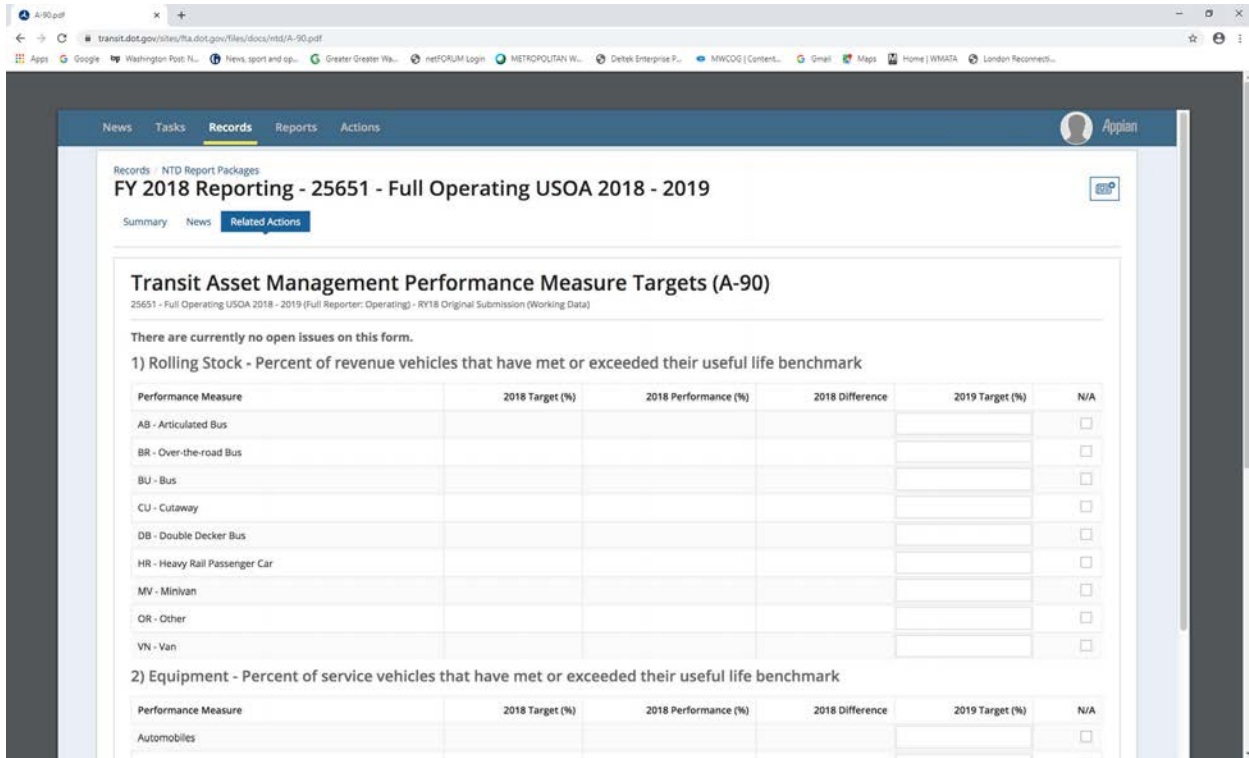 A-90.pdf
transit.dot.gov/sites/fta.dot.gov/files/docs/ntd/A-90.pdf
Apps Google Washington Post: N... News, sport and op... Greater Greater Wa... netFORUM Login METROPOLITAN W... Deltek Enterprise P... MWCOG | Content... Gmail Maps Home | WMATA London Reconnecti...
News Tasks Records Reports Actions Appian
Records / NTD Report Packages
FY 2018 Reporting - 25651 - Full Operating USOA 2018 - 2019
Summary News Related Actions
Transit Asset Management Performance Measure Targets (A-90)
25651 - Full Operating USOA 2018 - 2019 (Full Reporter: Operating) - RY18 Original Submission (Working Data)
There are currently no open issues on this form.
1) Rolling Stock - Percent of revenue vehicles that have met or exceeded their useful life benchmark
Performance Measure 2018 Target (%) 2018 Performance (%) 2018 Difference 2019 Target (%) N/A
AB - Articulated Bus
BR - Over-the-road Bus
BU - Bus
CU - Cutaway
DB - Double Decker Bus
HR - Heavy Rail Passenger Car
MV - Minivan
OR - Other
VN - Van
2) Equipment - Percent of service vehicles that have met or exceeded their useful life benchmark
Performance Measure 2018 Target (%) 2018 Performance (%) 2018 Difference 2019 Target (%) N/A
Automobiles